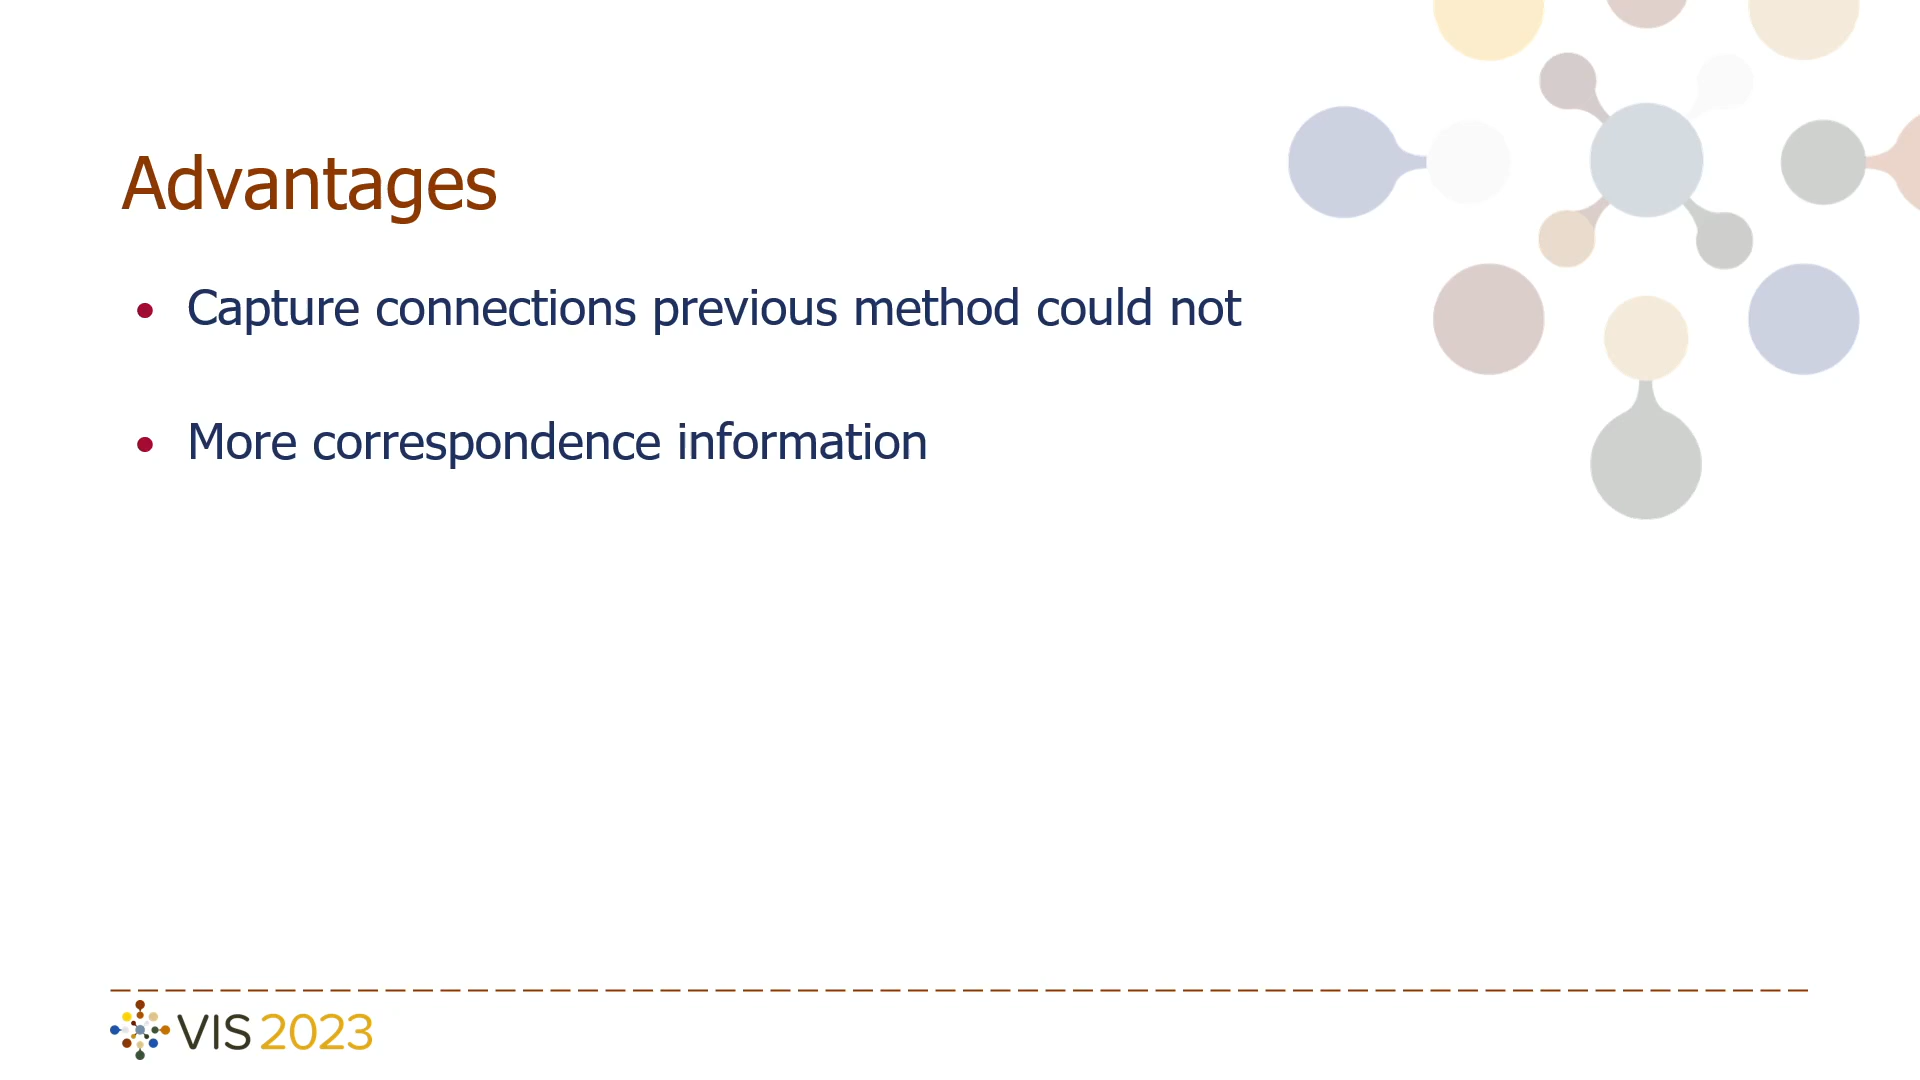 Advantages
• Capture connections previous method could not
• More correspondence information
VIS 2023